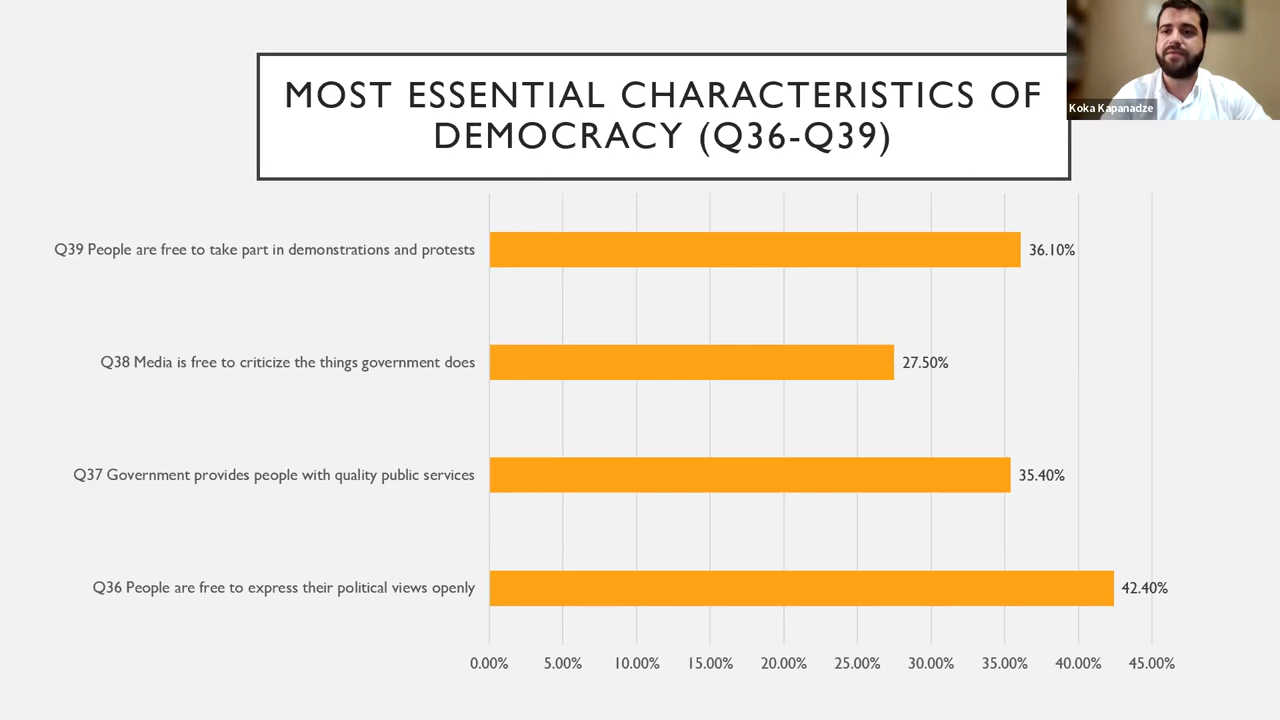 MOST ESSENTIAL CHARACTERISTICS OF
DEMOCRACY (Q36-Q39)
Koka Kapanadze
Q39 People are free to take part in demonstrations and protests
36.10%
Q38 Media is free to criticize the things government does
27.50%
Q37 Government provides people with quality public services
35.40%
Q36 People are free to express their political views openly
42.40%
0.00% 5.00% 10.00% 15.00% 20.00% 25.00% 30.00% 35.00% 40.00% 45.00%